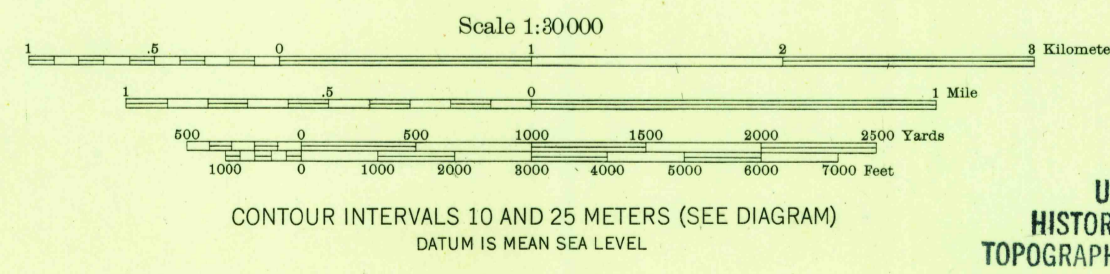 Scale 1:30000
1 .5 0 1 2 3 Kilomete
1 .5 0 1 Mile
500 0 500 1000 1500 2000 2500 Yards
1000 0 1000 2000 3000 4000 5000 6000 7000 Feet
CONTOUR INTERVALS 10 AND 25 METERS (SEE DIAGRAM)
DATUM IS MEAN SEA LEVEL
U
HISTOR
TOPOGRAPH